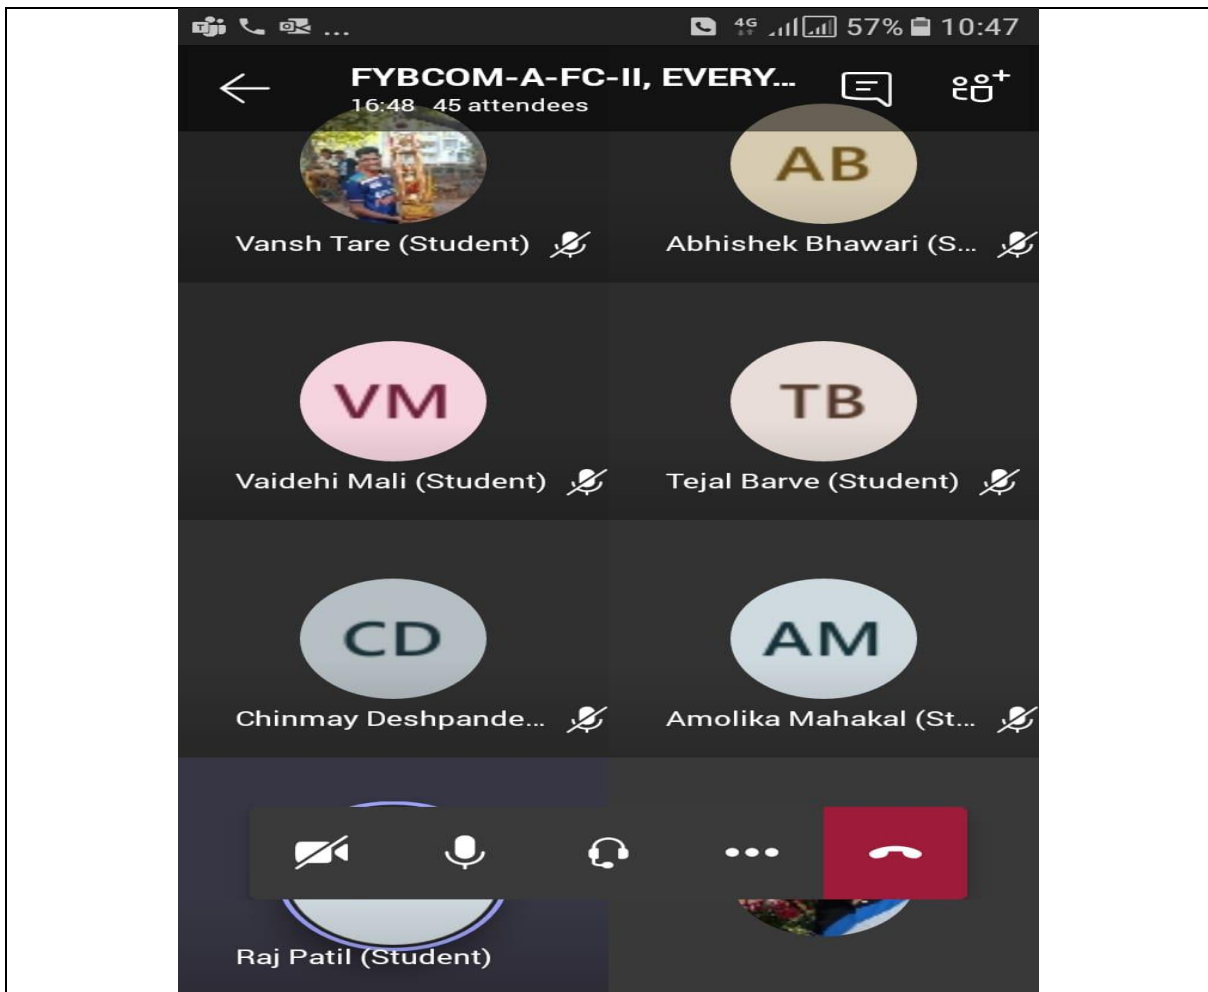 ... 4G 57% 10:47
FYBCOM-A-FC-II, EVERY...
16:48 45 attendees
AB
Vansh Tare (Student) Abhishek Bhawari (S...
VM TB
Vaidehi Mali (Student) Tejal Barve (Student)
CD AM
Chinmay Deshpande... Amolika Mahakal (St...
Raj Patil (Student)